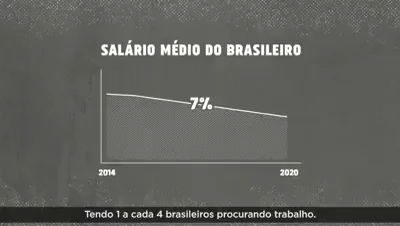 SALÁRIO MÉDIO DO BRASILEIRO
7%
2014 2020
Tendo 1 a cada 4 brasileiros procurando trabalho.